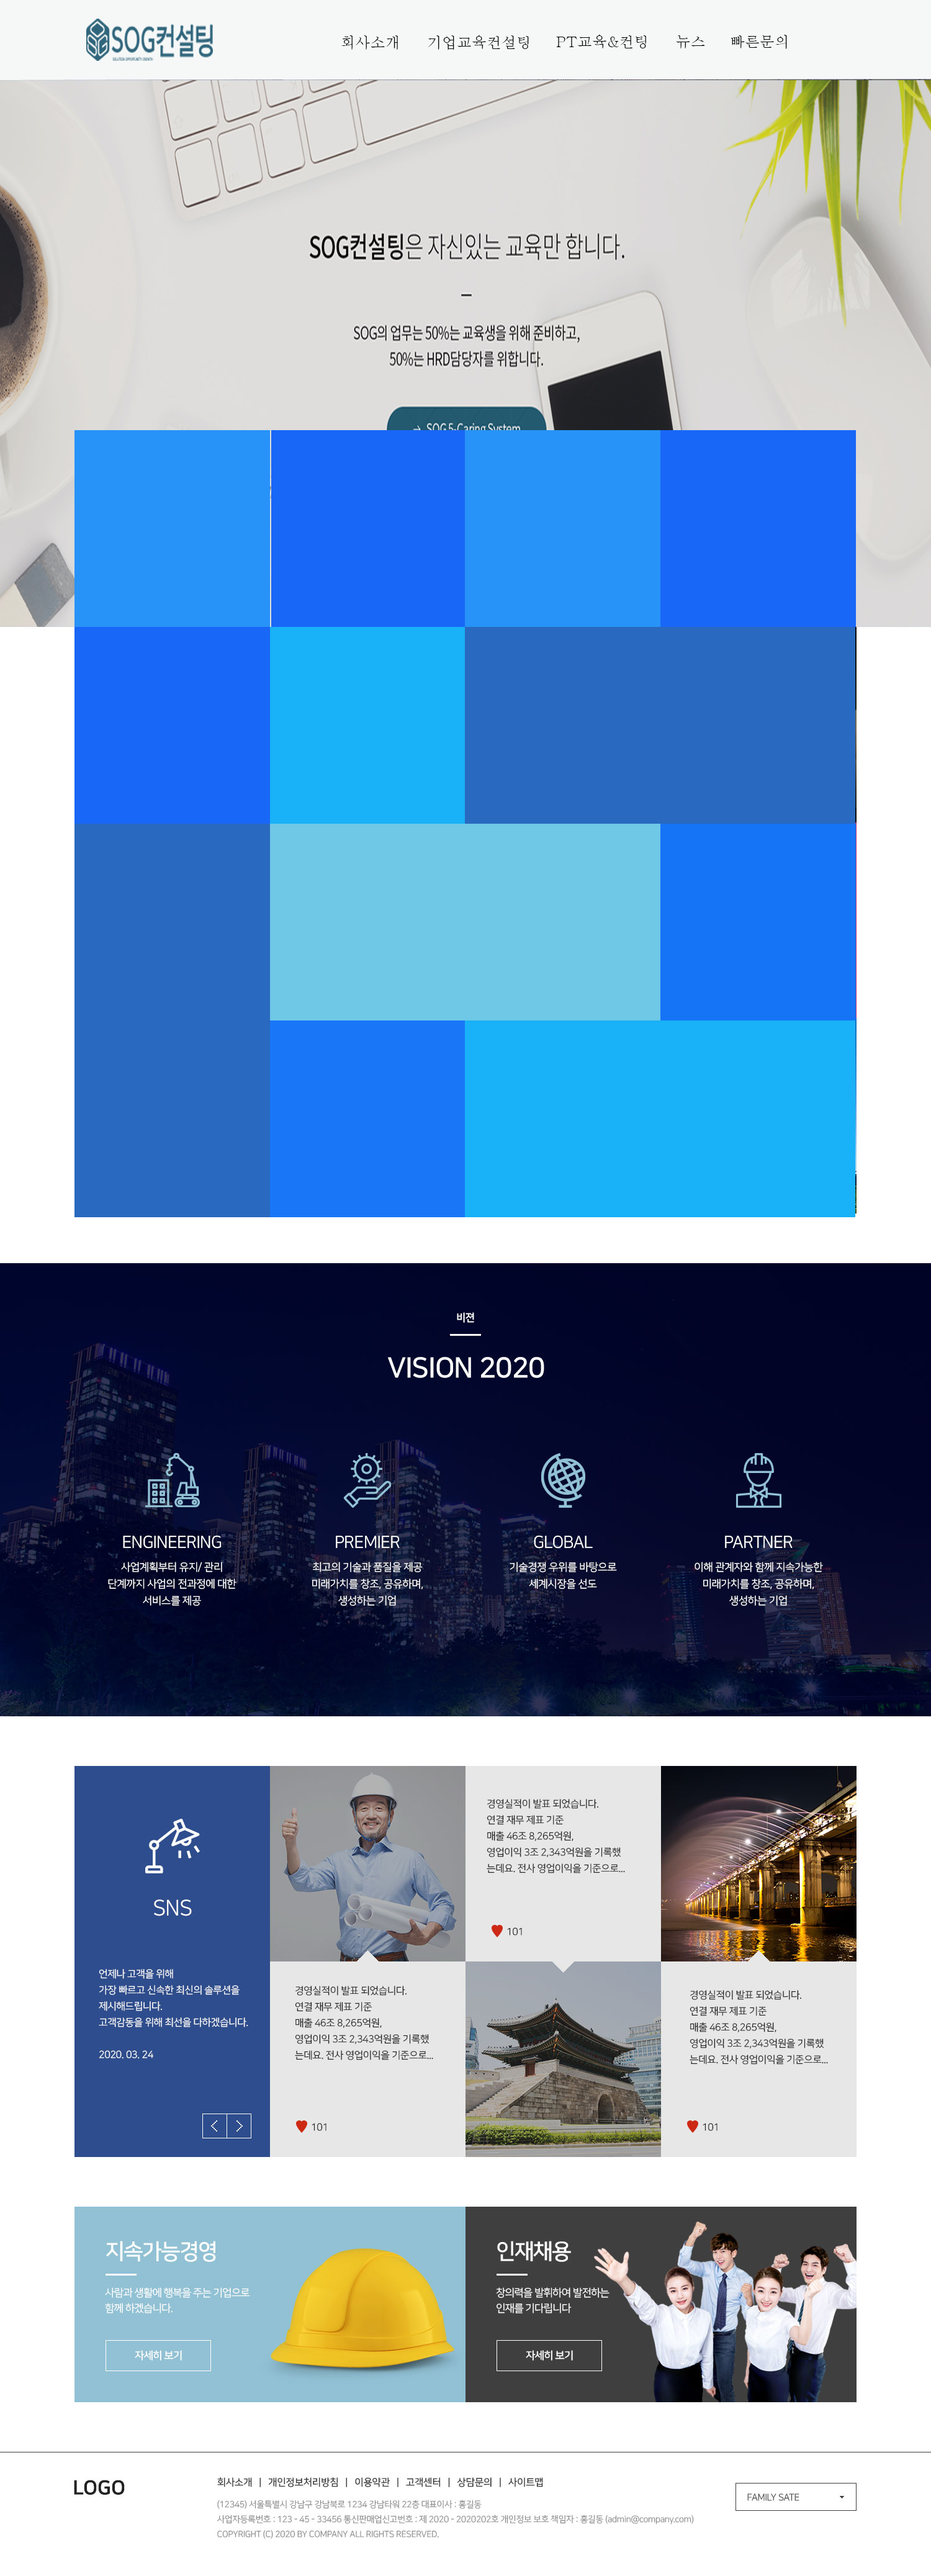 SOG컨설팅
회사소개 기업교육컨설팅 PT교육&컨텅 뉴스 빠른문의
SOG컨설팅은 자신있는 교육만 합니다.
SOG의 업무는 50%는 교육생을 위해 준비하고,
50%는 HRD담당자를 위합니다.
→ SOG 5-Caring System
비젼
VISION 2020
ENGINEERING
사업계획부터 유지/ 관리
단계까지 사업의 전과정에 대한
서비스를 제공
PREMIER
최고의 기술과 품질을 제공
미래가치를 창조, 공유하며,
생성하는 기업
GLOBAL
기술경쟁 우위를 바탕으로
세계시장을 선도
PARTNER
이해 관계자와 함께 지속가능한
미래가치를 창조, 공유하며,
생성하는 기업
SNS
언제나 고객을 위해
가장 빠르고 신속한 최신의 솔루션을
제시해드립니다.
고객감동을 위해 최선을 다하겠습니다.
2020. 03. 24
경영실적이 발표 되었습니다.
연결 재무 제표 기준
매출 46조 8,265억원,
영업이익 3조 2,343억원을 기록했
는데요. 전사 영업이익을 기준으로...
101
경영실적이 발표 되었습니다.
연결 재무 제표 기준
매출 46조 8,265억원,
영업이익 3조 2,343억원을 기록했
는데요. 전사 영업이익을 기준으로...
101
경영실적이 발표 되었습니다.
연결 재무 제표 기준
매출 46조 8,265억원,
영업이익 3조 2,343억원을 기록했
는데요. 전사 영업이익을 기준으로...
101
지속가능경영
사람과 생활에 행복을 주는 기업으로
함께 하겠습니다.
자세히 보기
인재채용
창의력을 발휘하여 발전하는
인재를 기다립니다
자세히 보기
LOGO
회사소개 | 개인정보처리방침 | 이용약관 | 고객센터 | 상담문의 | 사이트맵
(12345) 서울특별시 강남구 강남북로 1234 강남타워 22층 대표이사 : 홍길동
사업자등록번호 : 123 - 45 - 33456 통신판매업신고번호 : 제 2020 - 2020202호 개인정보 보호 책임자 : 홍길동 (admin@company.com)
COPYRIGHT (C) 2020 BY COMPANY ALL RIGHTS RESERVED.
FAMILY SATE